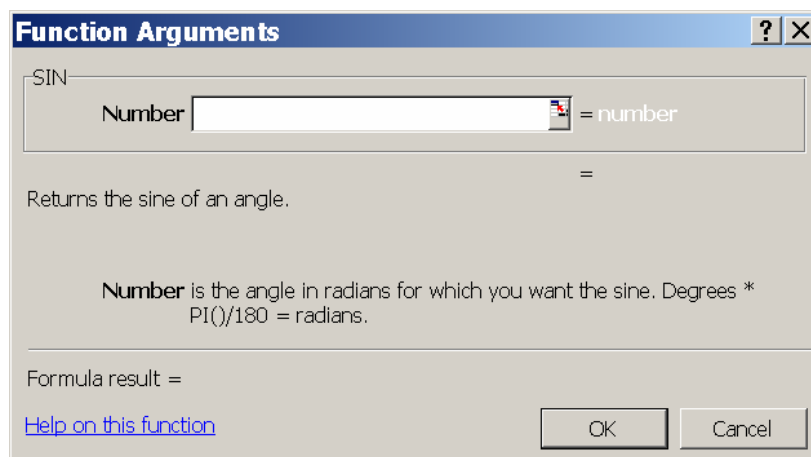 Function Arguments
SIN
Number = number
=
Returns the sine of an angle.
Number is the angle in radians for which you want the sine. Degrees *
PI()/180 = radians.
Formula result =
Help on this function OK Cancel